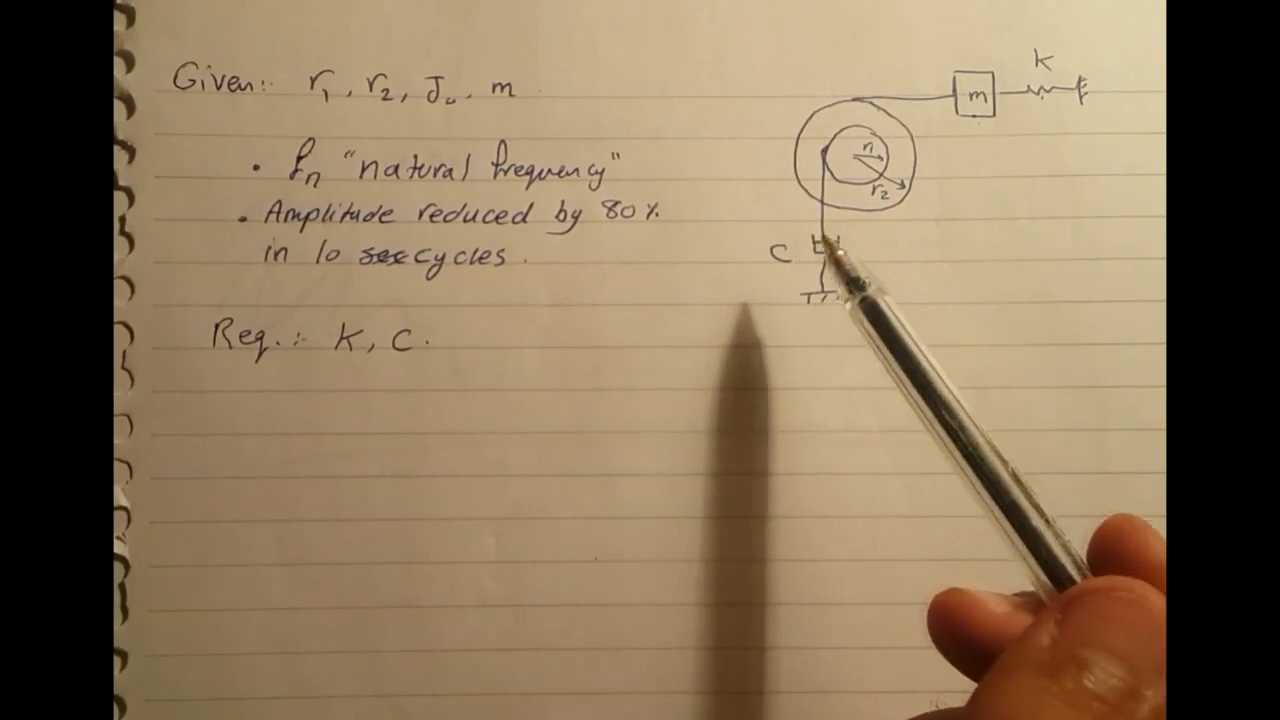 Given:- r₁, r₂, J₀, m
• fn "natural frequency"
• Amplitude reduced by 80%
in 10 cycles.
Req.:- K, C.
K
m
r₁
r₂
C